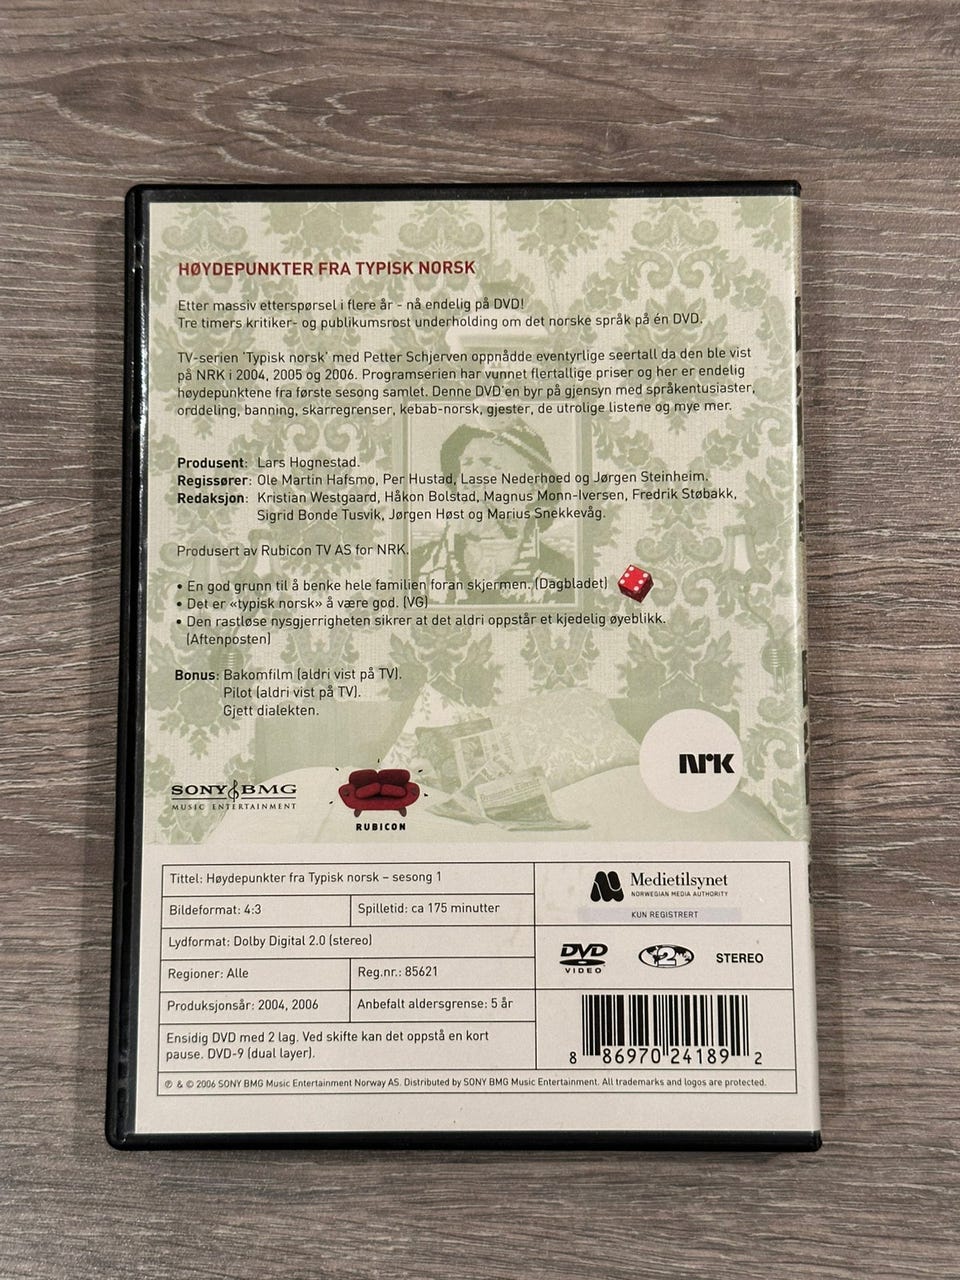 HØYDEPUNKTER FRA TYPISK NORSK
Etter massiv etterspørsel i flere år - nå endelig på DVD!
Tre timers kritiker- og publikumsrost underholdning om det norske språk på én DVD.
TV-serien 'Typisk norsk' med Petter Schjerven oppnådde eventyrlige seertall da den ble vist
på NRK i 2004, 2005 og 2006. Programserien har vunnet flertallige priser og her er endelig
høydepunktene fra første sesong samlet. Denne DVD'en byr på gjensyn med språkentusiaster,
orddeling, banning, skarregrenser, kebab-norsk, gjester, de utrolige listene og mye mer.
Produsent: Lars Hognestad.
Regissører: Ole Martin Hafsmo, Per Hustad, Lasse Nederhoed og Jørgen Steinheim.
Redaksjon: Kristian Westgaard, Håkon Bolstad, Magnus Monn-Iversen, Fredrik Støbakk,
Sigrid Bonde Tusvik, Jørgen Høst og Marius Snekkevåg.
Produsert av Rubicon TV AS for NRK.
• En god grunn til å benke hele familien foran skjermen. (Dagbladet)
• Det er «typisk norsk» å være god. (VG)
• Den rastløse nysgjerrigheten sikrer at det aldri oppstår et kjedelig øyeblikk.
(Aftenposten)
Bonus: Bakomfilm (aldri vist på TV).
Pilot (aldri vist på TV).
Gjett dialekten.
NRK
SONY BMG
MUSIC ENTERTAINMENT
RUBICON
Tittel: Høydepunkter fra Typisk norsk – sesong 1
Bildeformat: 4:3
Spilletid: ca 175 minutter
Lydformat: Dolby Digital 2.0 (stereo)
Regioner: Alle
Reg.nr.: 85621
Produksjonsår: 2004, 2006
Anbefalt aldersgrense: 5 år
Ensidig DVD med 2 lag. Ved skifte kan det oppstå en kort
pause. DVD-9 (dual layer).
Medietilsynet
NORWEGIAN MEDIA AUTHORITY
KUN REGISTRERT
DVD
VIDEO
2
STEREO
8 86970 24189 2
℗ & © 2006 SONY BMG Music Entertainment Norway AS. Distributed by SONY BMG Music Entertainment. All trademarks and logos are protected.